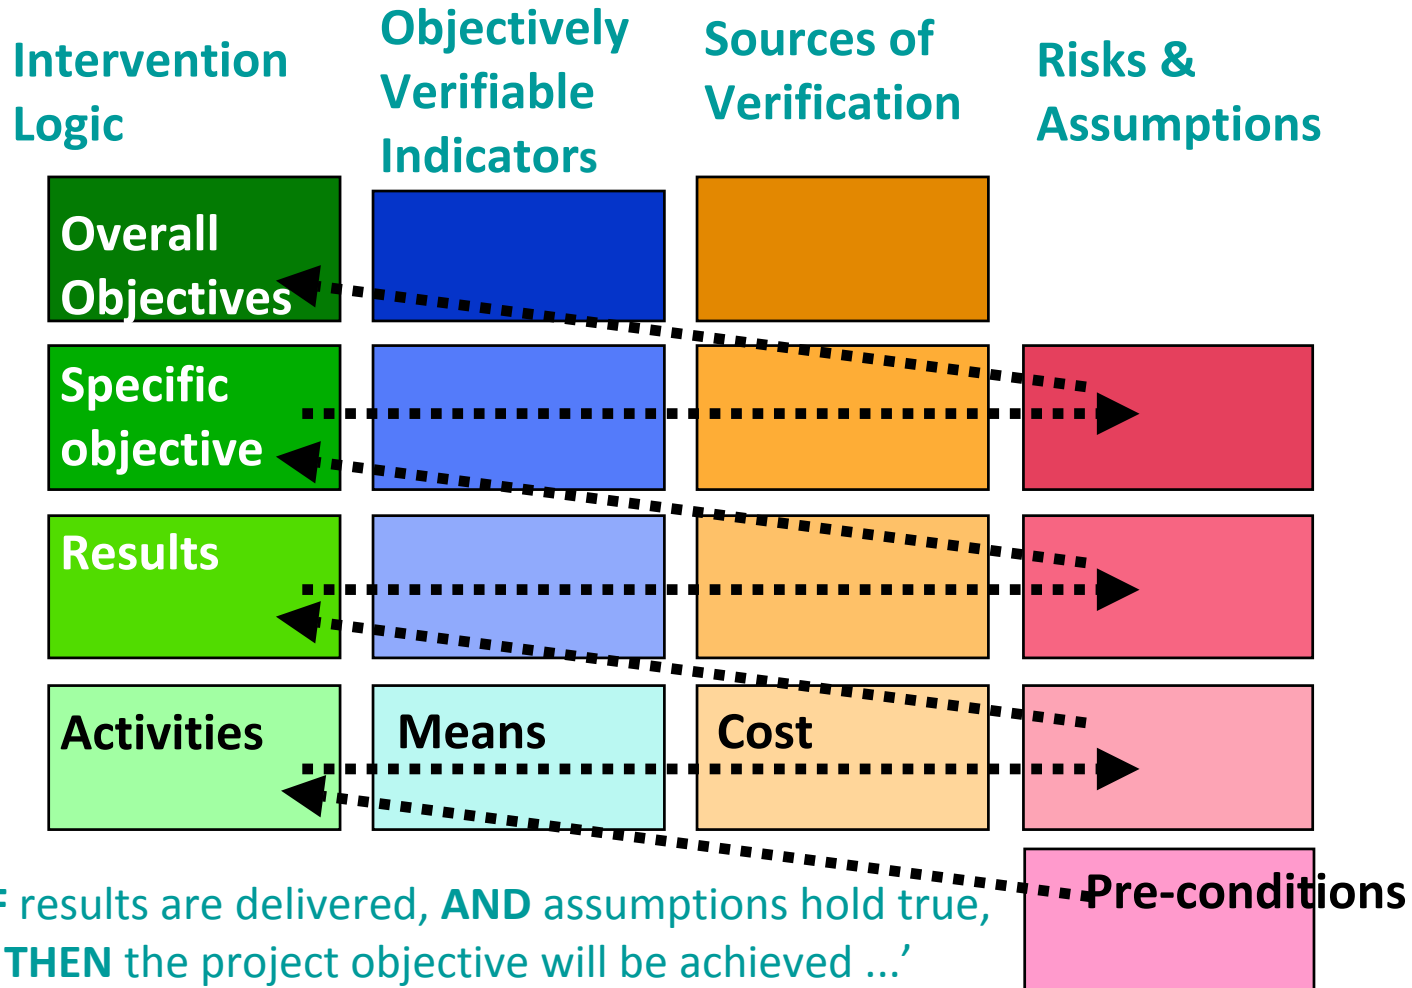 Intervention
Logic
Objectively
Verifiable
Indicators
Sources of
Verification
Risks &
Assumptions
Overall
Objectives
Specific
objective
Results
Activities
Means
Cost
Pre-conditions
F results are delivered, AND assumptions hold true,
THEN the project objective will be achieved ...’